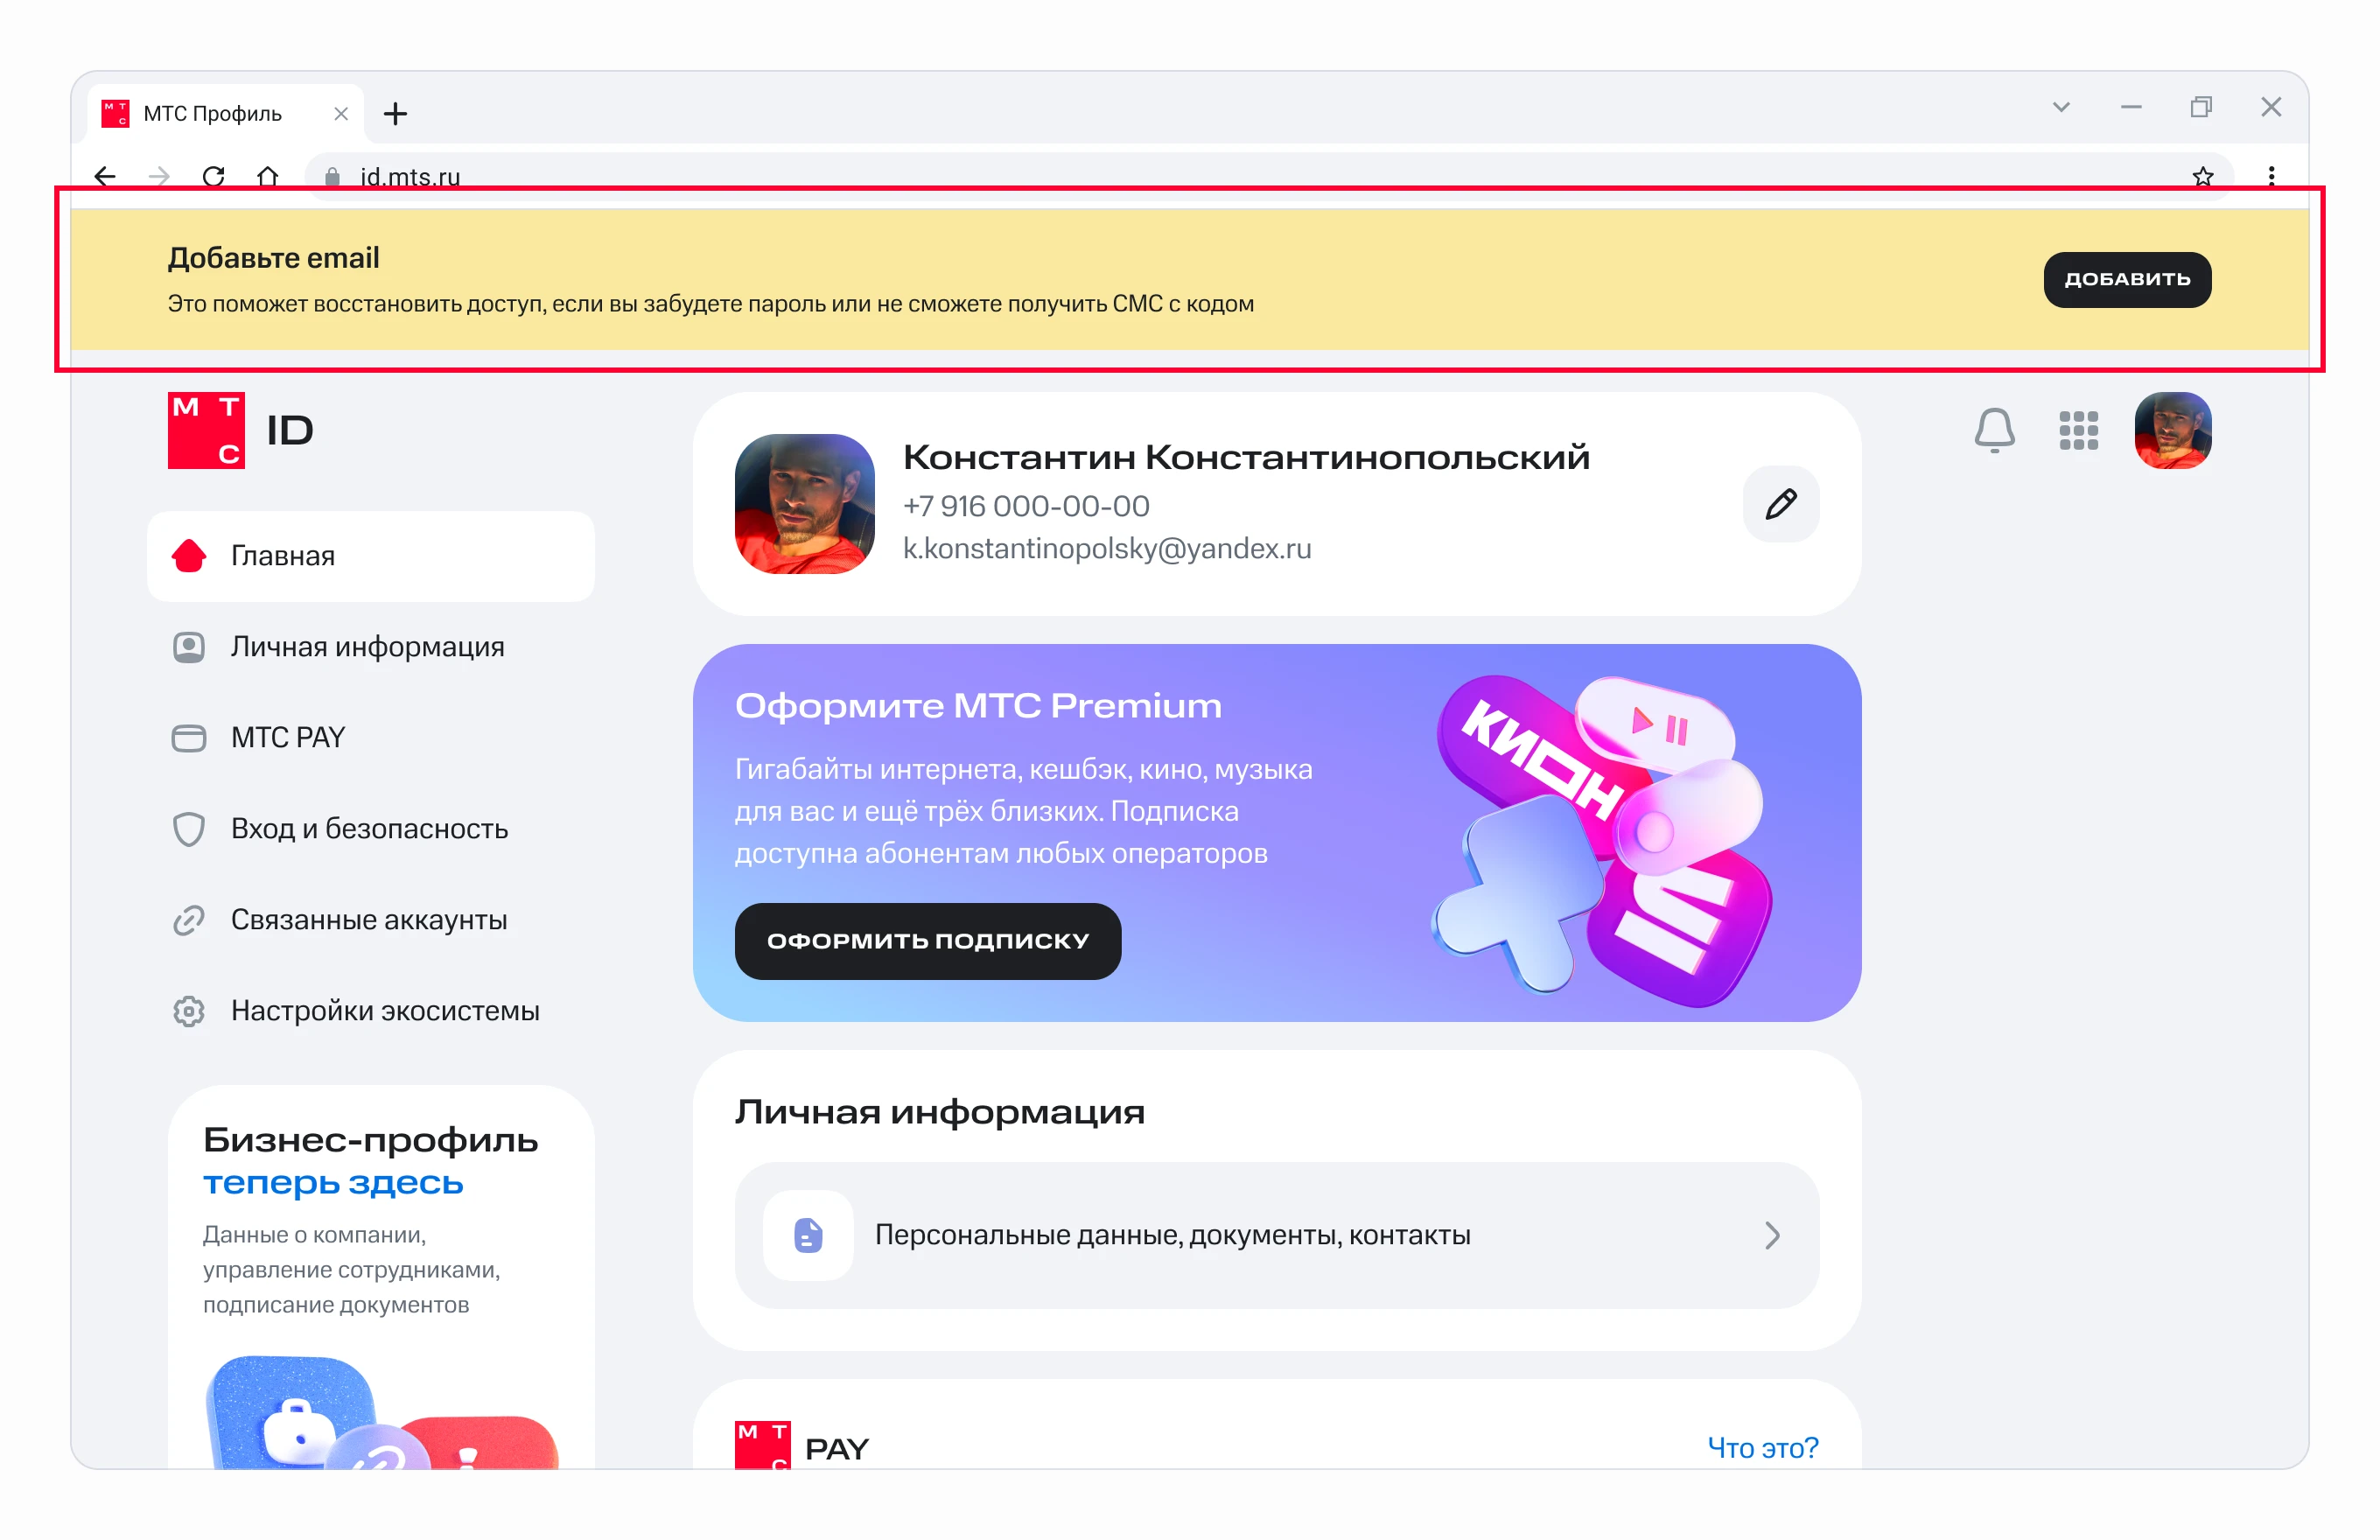 МТС МТС Профиль
id.mts.ru
Добавьте email
Это поможет восстановить доступ, если вы забудете пароль или не сможете получить СМС с кодом
ДОБАВИТЬ
МТС ID
Главная
Личная информация
МТС PAY
Вход и безопасность
Связанные аккаунты
Настройки экосистемы
Бизнес-профиль
теперь здесь
Данные о компании,
управление сотрудниками,
подписание документов
Константин Константинопольский
+7 916 000-00-00
k.konstantinopolsky@yandex.ru
Оформите МТС Premium
Гигабайты интернета, кешбэк, кино, музыка
для вас и ещё трёх близких. Подписка
доступна абонентам любых операторов
ОФОРМИТЬ ПОДПИСКУ
КИОН
Личная информация
Персональные данные, документы, контакты
МТС PAY
Что это?